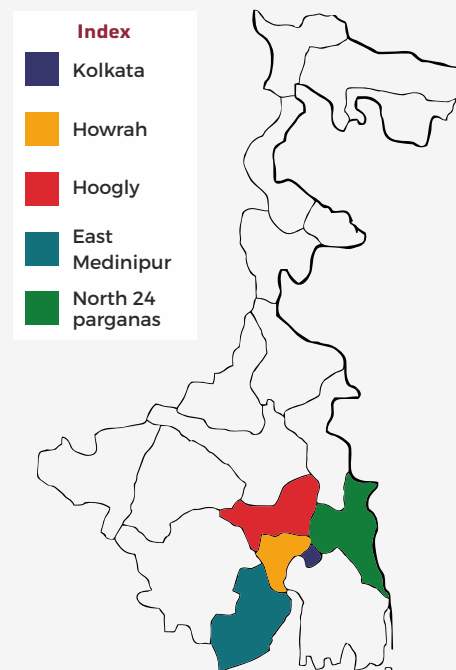 Index
Kolkata
Howrah
Hoogly
East
Medinipur
North 24
parganas